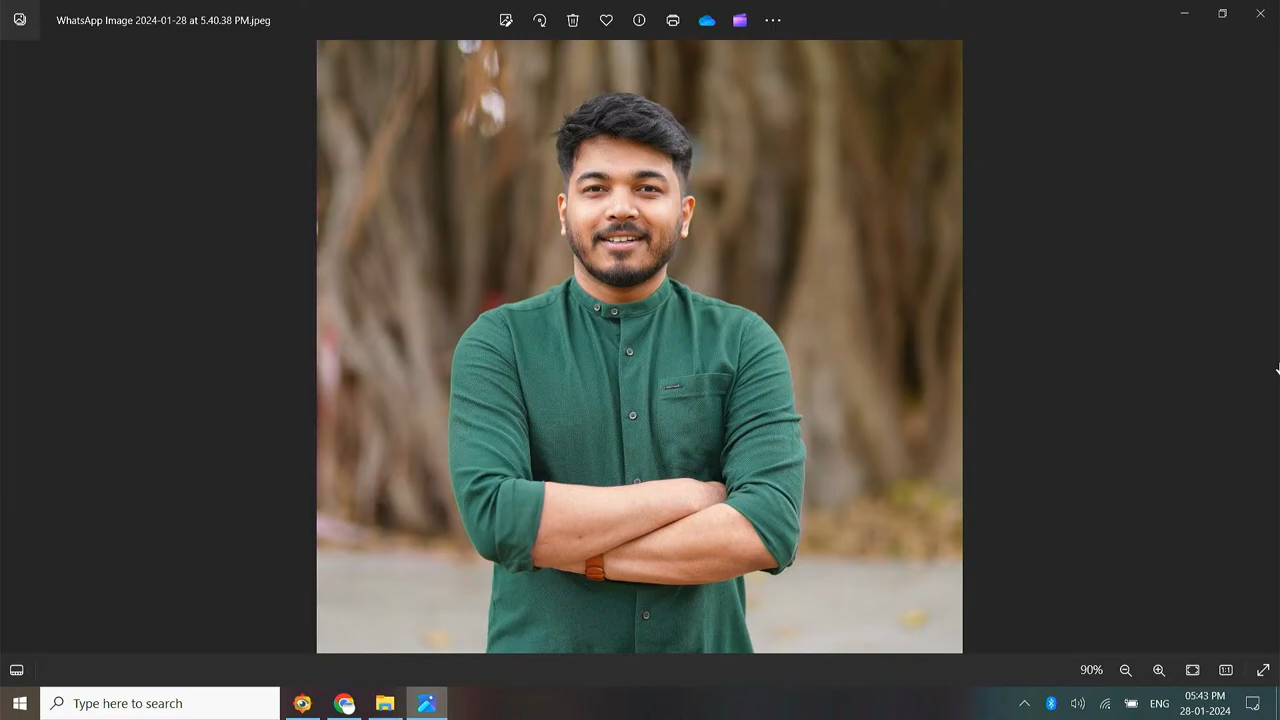 WhatsApp Image 2024-01-28 at 5.40.38 PM.jpeg
90%
Type here to search
ENG
05:43 PM
28-01-2024